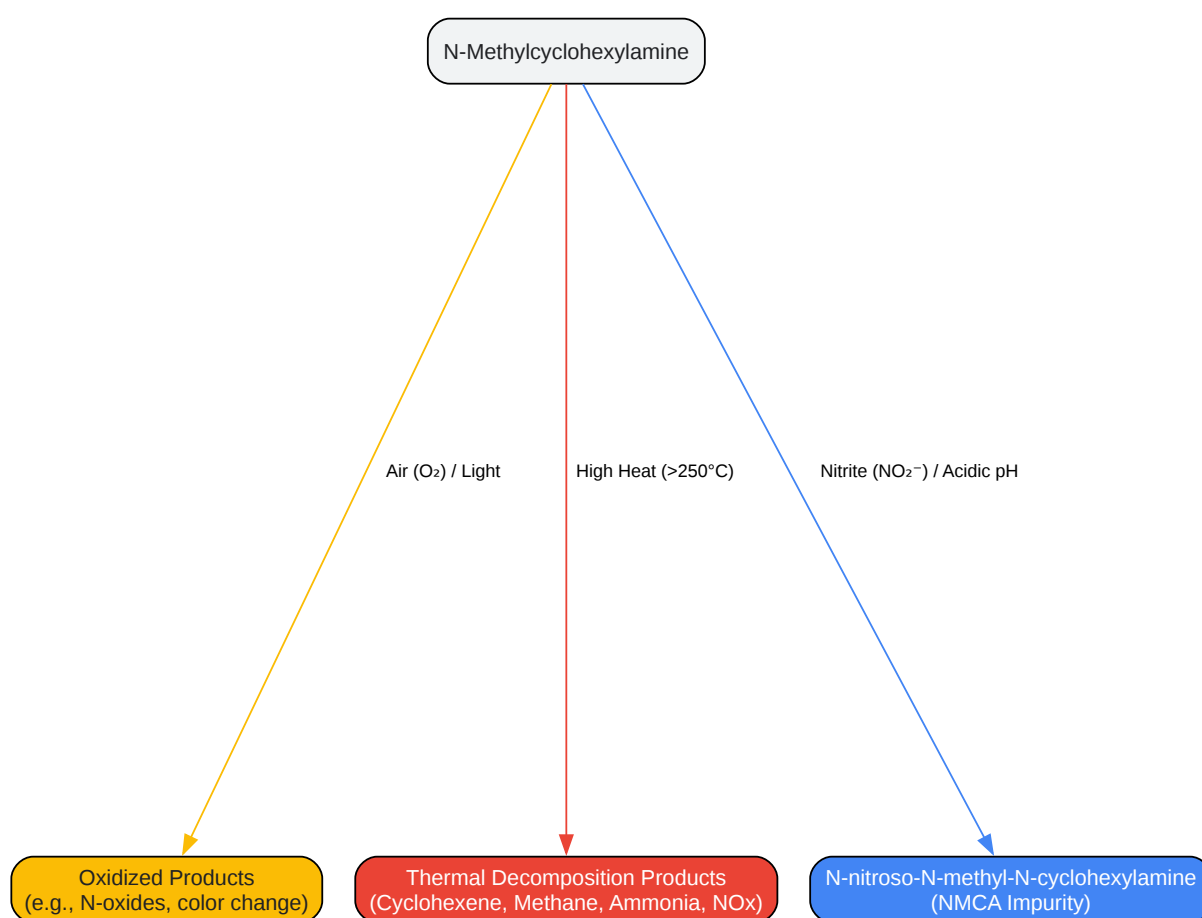 N-Methylcyclohexylamine
Air (O₂) / Light
High Heat (>250°C)
Nitrite (NO₂⁻) / Acidic pH
Oxidized Products
(e.g., N-oxides, color change)
Thermal Decomposition Products
(Cyclohexene, Methane, Ammonia, NOx)
N-nitroso-N-methyl-N-cyclohexylamine
(NMCA Impurity)